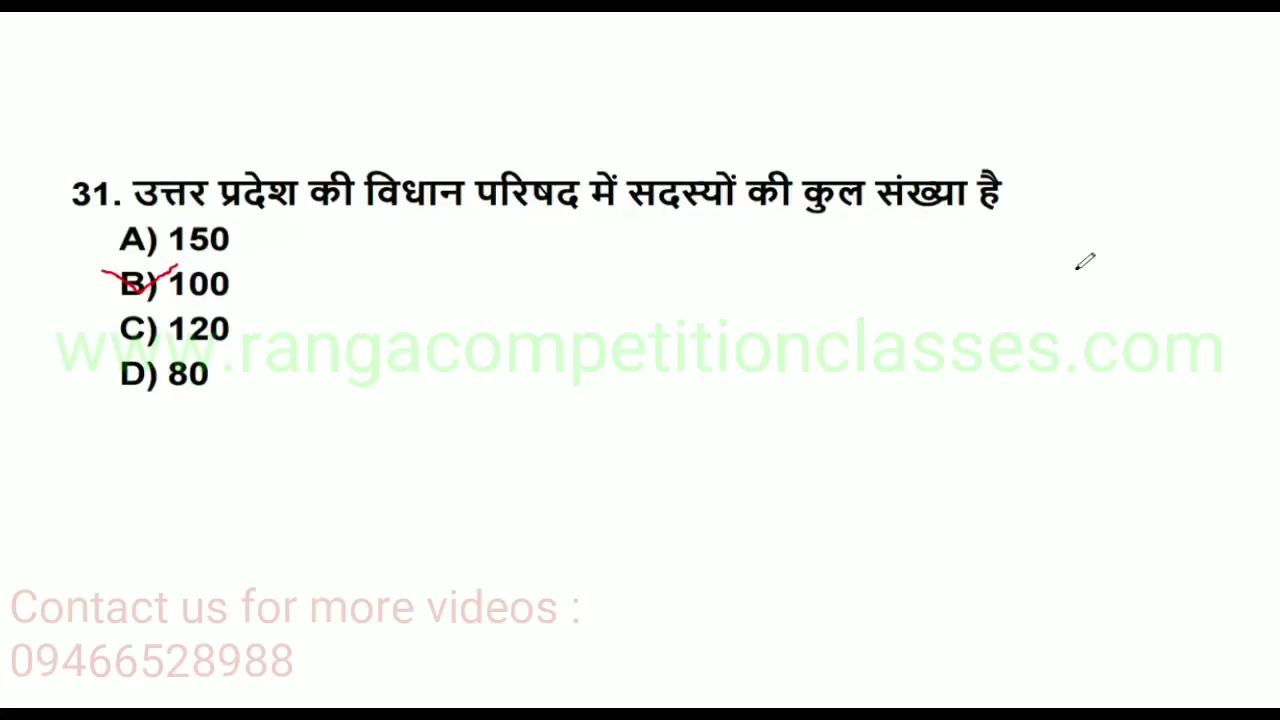 31. उत्तर प्रदेश की विधान परिषद में सदस्यों की कुल संख्या है
A) 150
B) 100
C) 120
www.rangacompetitionclasses.com
D) 80
Contact us for more videos :
09466528988